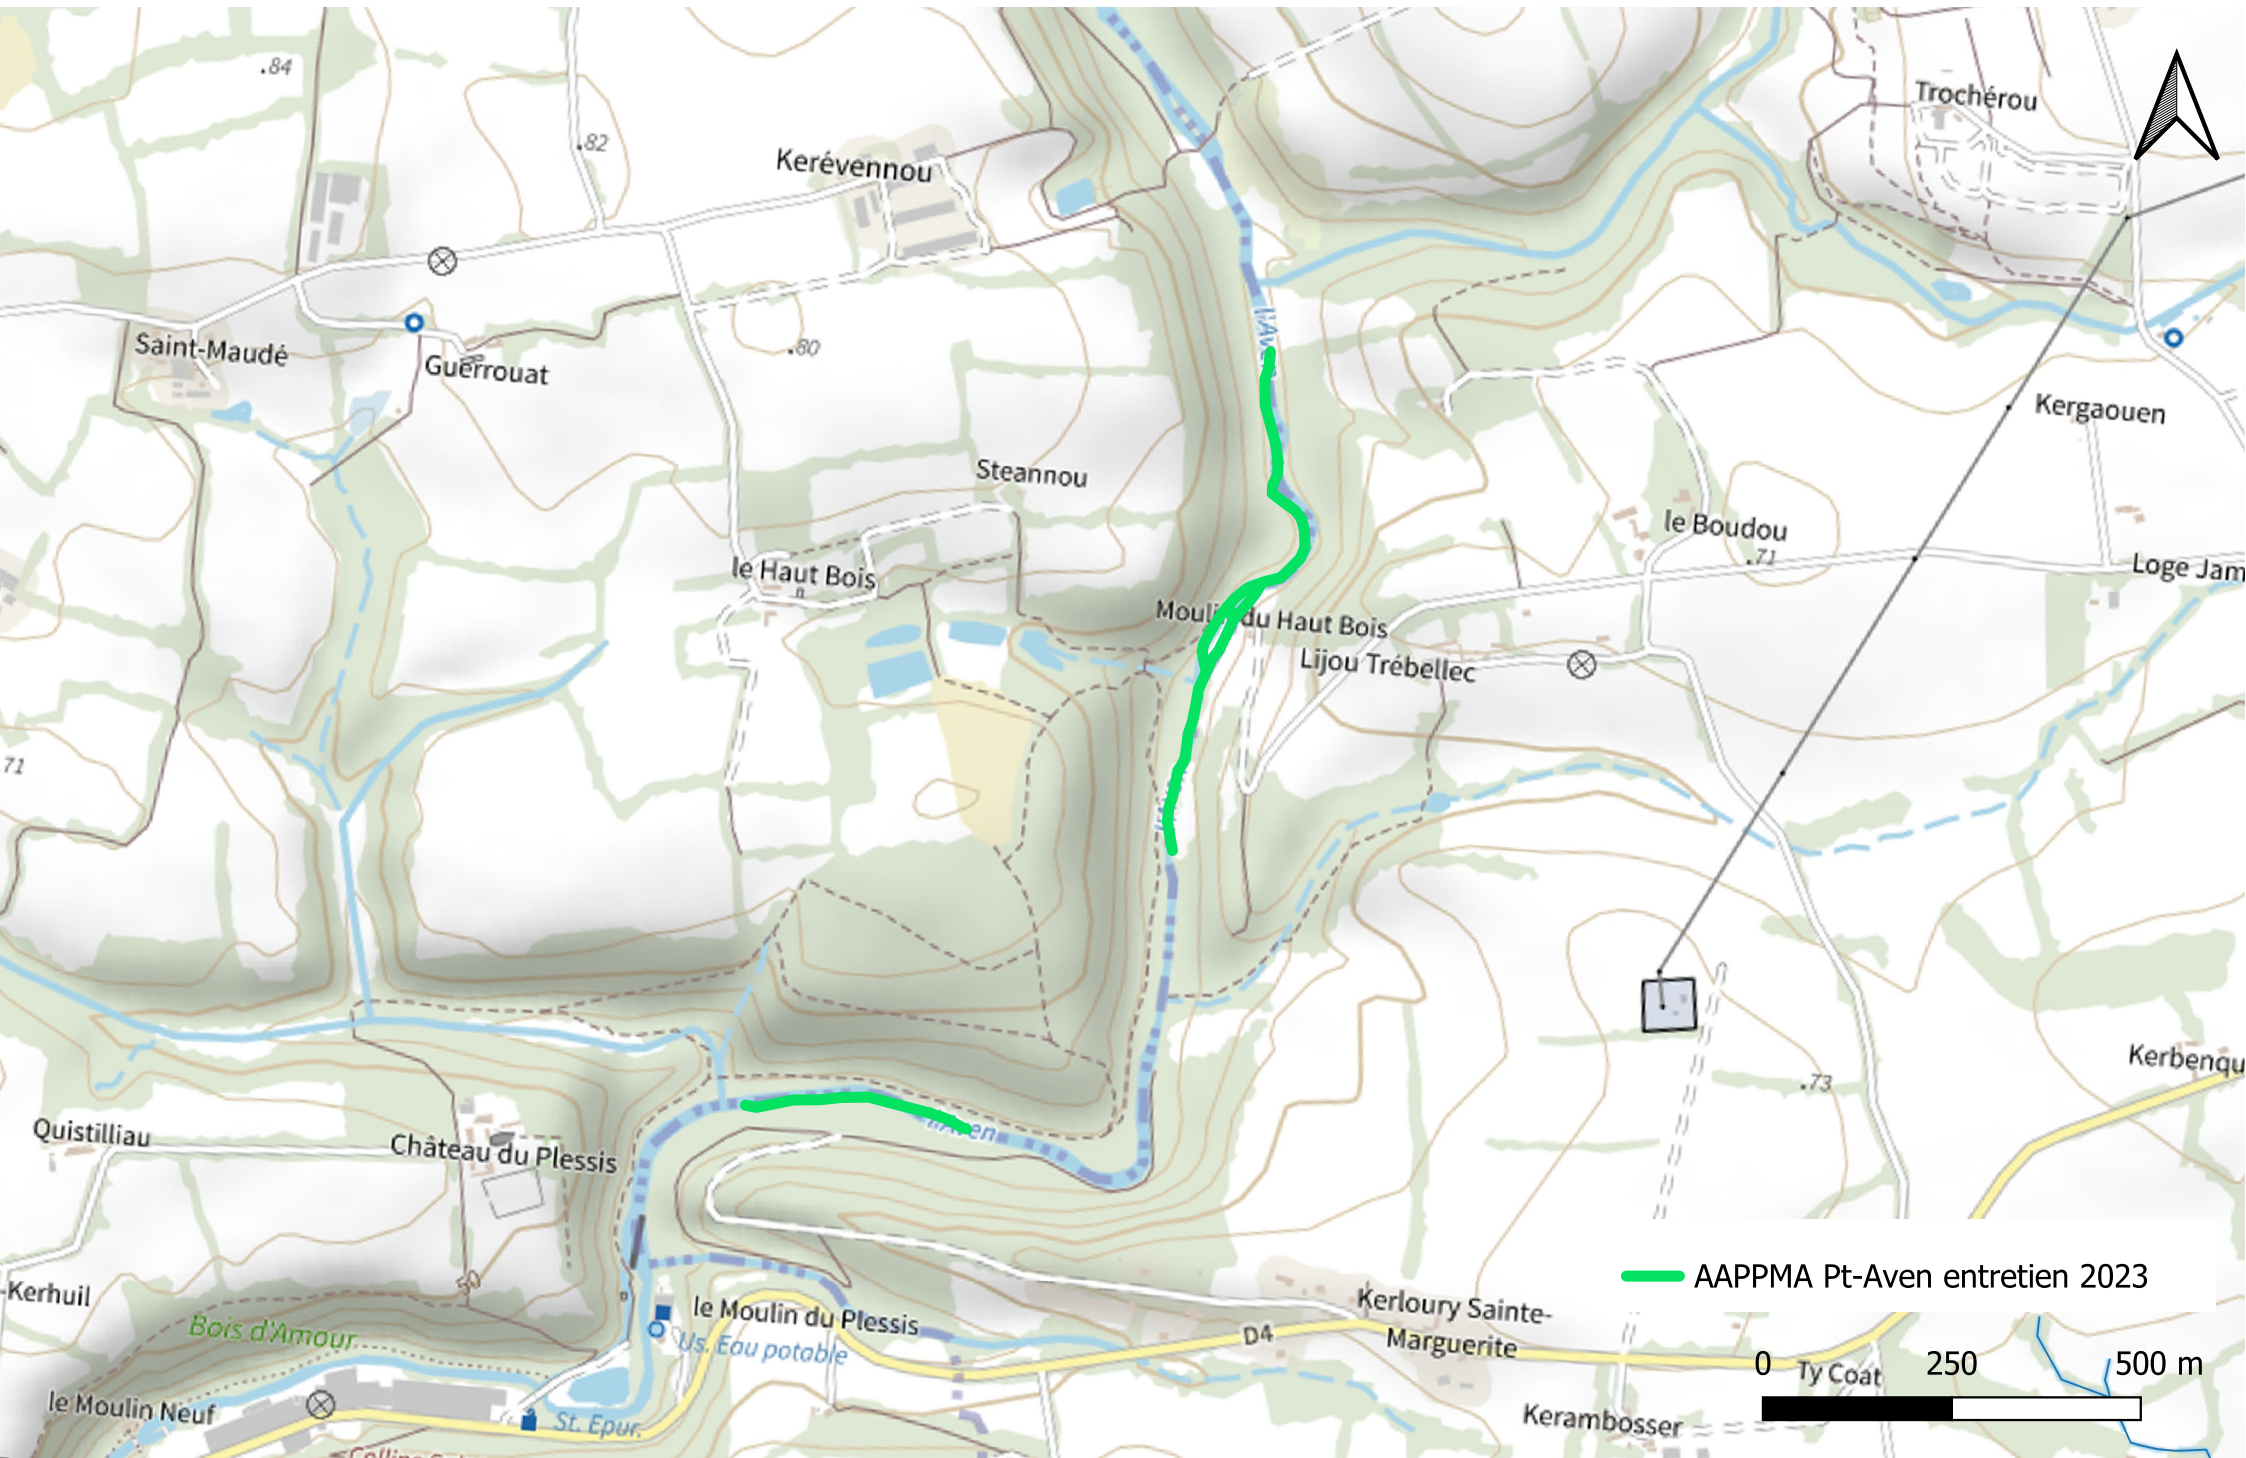 .84
.82
Trochérou
Kerévennou
Saint-Maudé
Guérrouat
.80
Kergaouen
Steannou
le Boudou
.71
Loge Jam
le Haut Bois
Moulin du Haut Bois
Lijou Trébellec
71
.73
Kerbenqu
Quistilliau
Château du Plessis
l'Aven
-Kerhuil
Bois d'Amour
le Moulin du Plessis
Us. Eau potable
D4
Kerloury Sainte-
Marguerite
AAPPMA Pt-Aven entretien 2023
0 250 500 m
Ty Coat
le Moulin Neuf
St. Epur.
Kerambosser